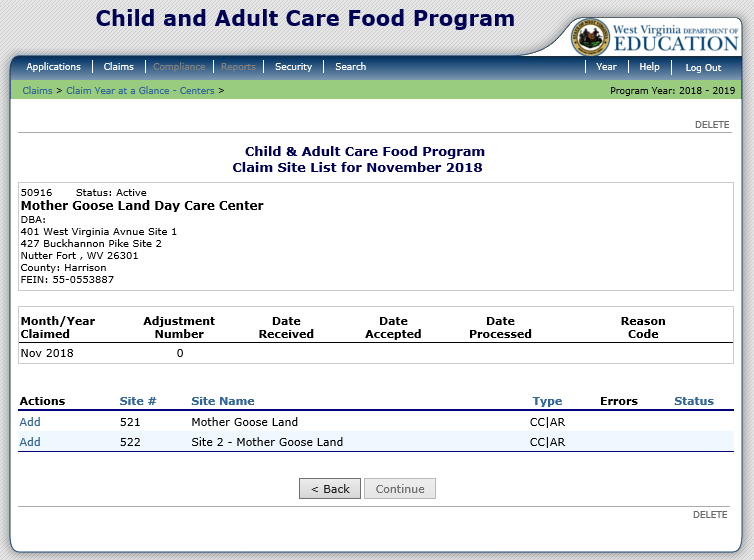 Child and Adult Care Food Program
West Virginia DEPARTMENT OF
EDUCATION
Applications Claims Compliance Reports Security Search Year Help Log Out
Claims > Claim Year at a Glance - Centers > Program Year: 2018 - 2019
DELETE
Child & Adult Care Food Program
Claim Site List for November 2018
50916 Status: Active
Mother Goose Land Day Care Center
DBA:
401 West Virginia Avnue Site 1
427 Buckhannon Pike Site 2
Nutter Fort , WV 26301
County: Harrison
FEIN: 55-0553887
Month/Year Adjustment Date Date Date Reason
Claimed Number Received Accepted Processed Code
Nov 2018 0
Actions Site # Site Name Type Errors Status
Add 521 Mother Goose Land CC|AR
Add 522 Site 2 - Mother Goose Land CC|AR
< Back Continue
DELETE